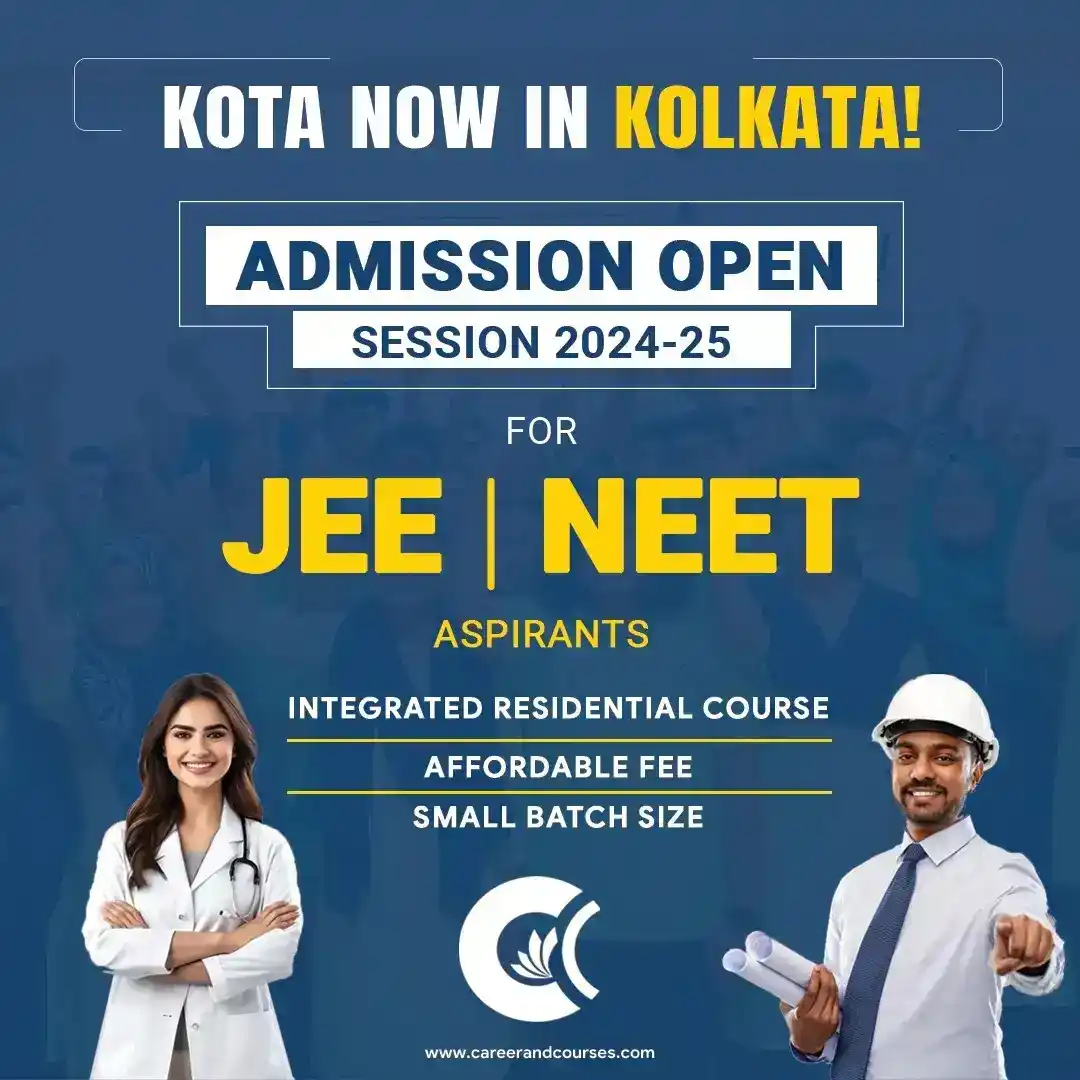 KOTA NOW IN KOLKATA!
ADMISSION OPEN
SESSION 2024-25
FOR
JEE | NEET
ASPIRANTS
INTEGRATED RESIDENTIAL COURSE
AFFORDABLE FEE
SMALL BATCH SIZE
www.careerandcourses.com